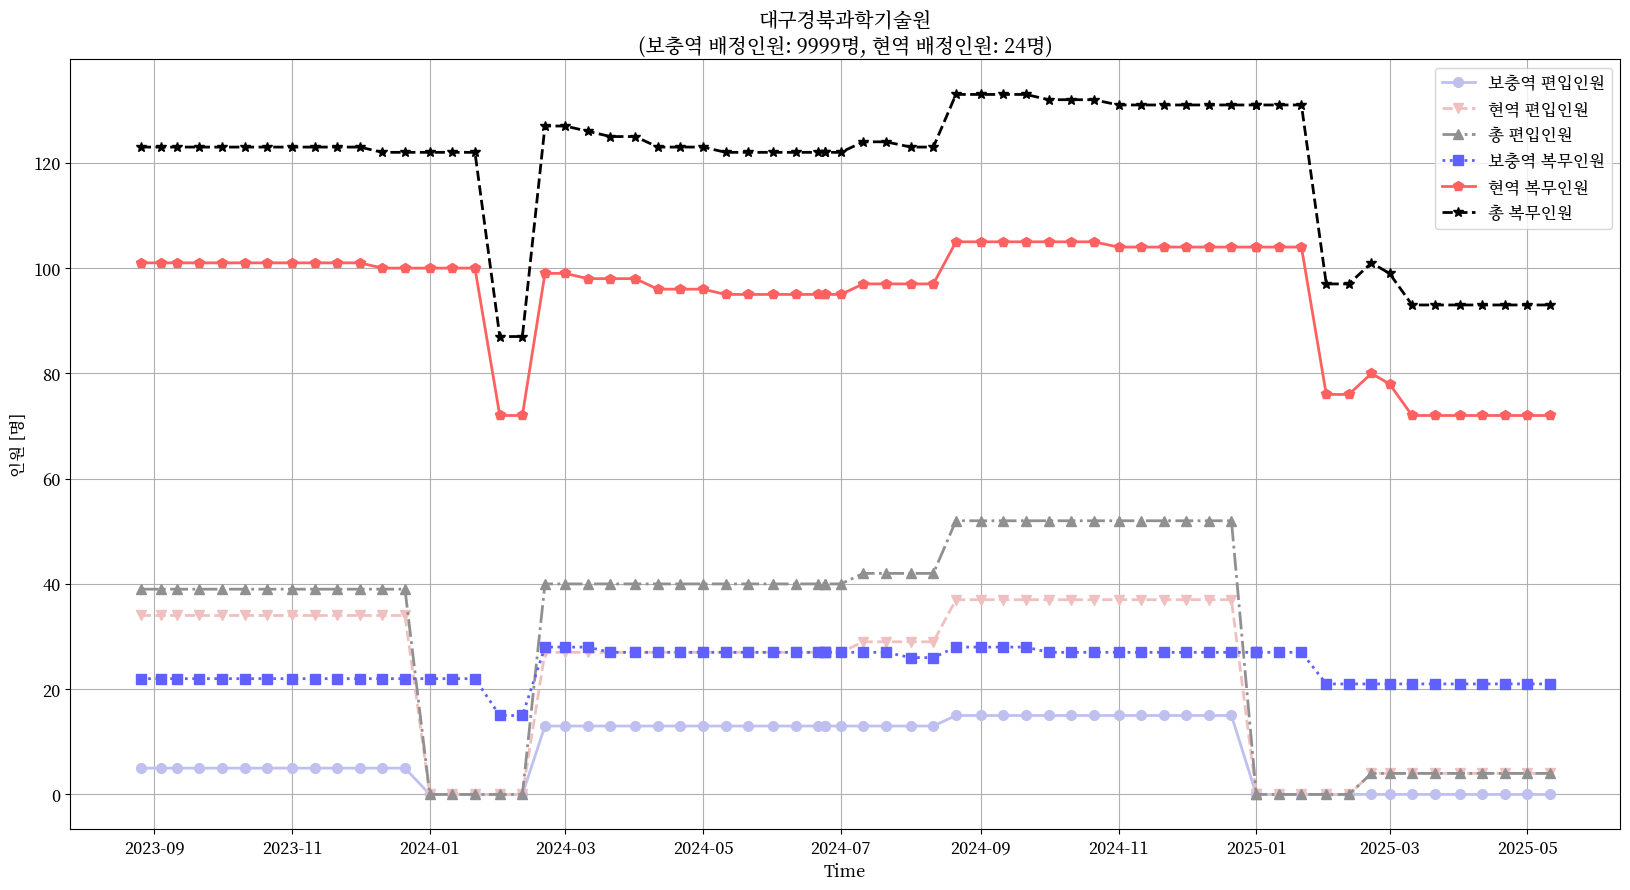 대구경북과학기술원
(보충역 배정인원: 9999명, 현역 배정인원: 24명)
보충역 편입인원
현역 편입인원
총 편입인원
보충역 복무인원
현역 복무인원
총 복무인원
인원 [명]
120
100
80
60
40
20
0
2023-09
2023-11
2024-01
2024-03
2024-05
2024-07
2024-09
2024-11
2025-01
2025-03
2025-05
Time